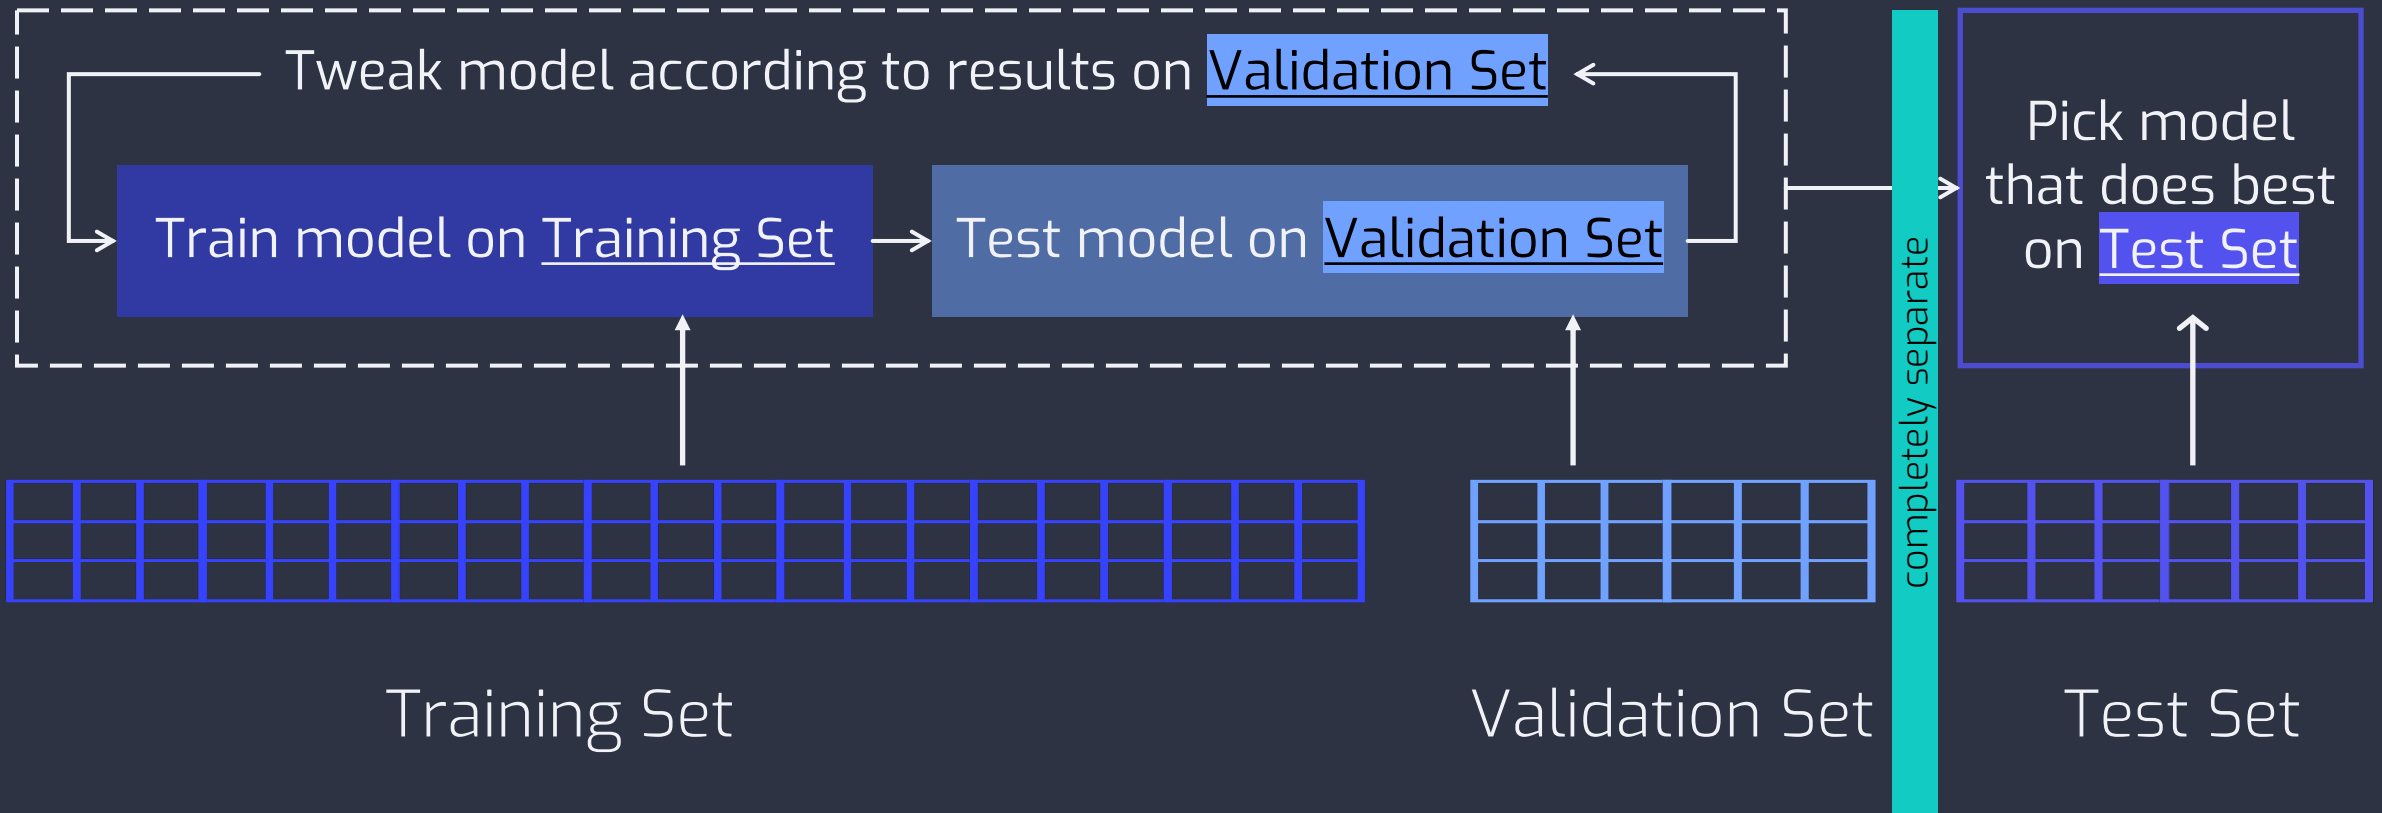 Tweak model according to results on Validation Set
Train model on Training Set
Test model on Validation Set
completely separate
Pick model
that does best
on Test Set
Training Set
Validation Set
Test Set